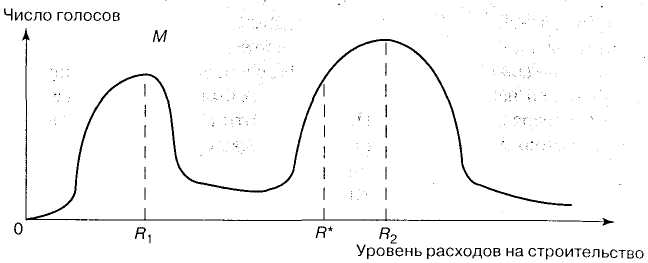 Число голосов
M
0
R1
R*
R2
Уровень расходов на строительство